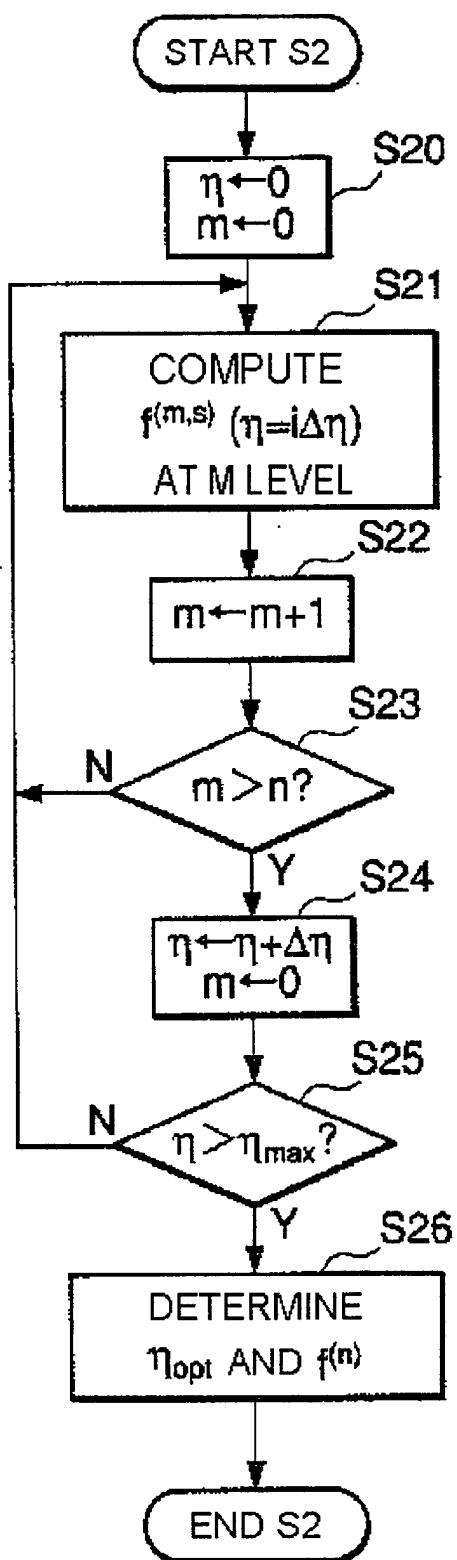 START S2
S20
η←0
m←0
S21
COMPUTE
f^(m,s) (η=iΔη)
AT M LEVEL
S22
m←m+1
S23
N
m>n?
Y
S24
η←η+Δη
m←0
S25
N
η>ηmax?
Y
S26
DETERMINE
ηopt AND f^(n)
END S2